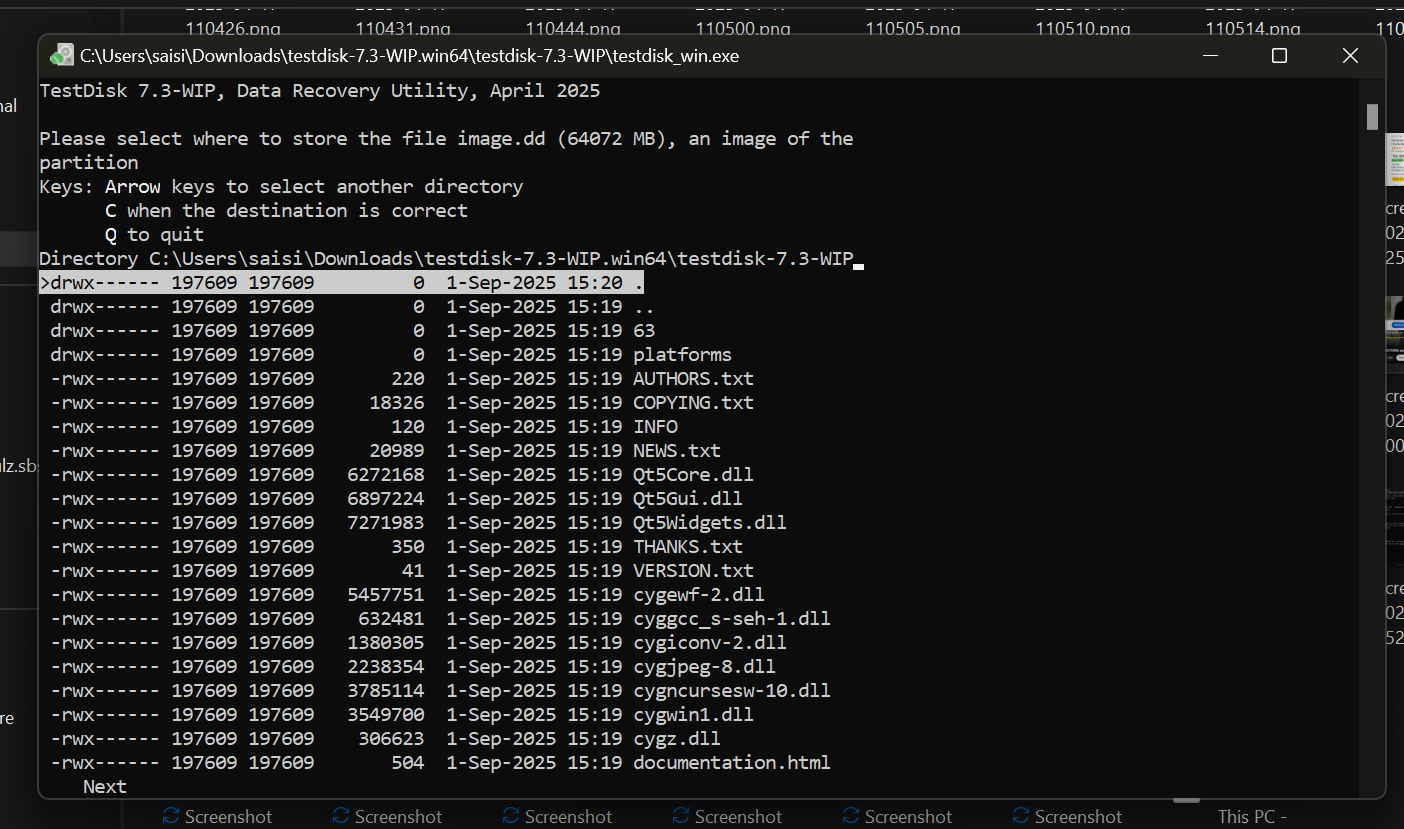 110426.png 110431.png 110444.png 110500.png 110505.png 110510.png 110514.png
C:\Users\saisi\Downloads\testdisk-7.3-WIP.win64\testdisk-7.3-WIP\testdisk_win.exe
TestDisk 7.3-WIP, Data Recovery Utility, April 2025
Please select where to store the file image.dd (64072 MB), an image of the
partition
Keys: Arrow keys to select another directory
C when the destination is correct
Q to quit
Directory C:\Users\saisi\Downloads\testdisk-7.3-WIP.win64\testdisk-7.3-WIP
>drwx------ 197609 197609 0 1-Sep-2025 15:20 .
drwx------ 197609 197609 0 1-Sep-2025 15:19 ..
drwx------ 197609 197609 0 1-Sep-2025 15:19 63
drwx------ 197609 197609 0 1-Sep-2025 15:19 platforms
-rwx------ 197609 197609 220 1-Sep-2025 15:19 AUTHORS.txt
-rwx------ 197609 197609 18326 1-Sep-2025 15:19 COPYING.txt
-rwx------ 197609 197609 120 1-Sep-2025 15:19 INFO
-rwx------ 197609 197609 20989 1-Sep-2025 15:19 NEWS.txt
-rwx------ 197609 197609 6272168 1-Sep-2025 15:19 Qt5Core.dll
-rwx------ 197609 197609 6897224 1-Sep-2025 15:19 Qt5Gui.dll
-rwx------ 197609 197609 7271983 1-Sep-2025 15:19 Qt5Widgets.dll
-rwx------ 197609 197609 350 1-Sep-2025 15:19 THANKS.txt
-rwx------ 197609 197609 41 1-Sep-2025 15:19 VERSION.txt
-rwx------ 197609 197609 5457751 1-Sep-2025 15:19 cygewf-2.dll
-rwx------ 197609 197609 632481 1-Sep-2025 15:19 cyggcc_s-seh-1.dll
-rwx------ 197609 197609 1380305 1-Sep-2025 15:19 cygiconv-2.dll
-rwx------ 197609 197609 2238354 1-Sep-2025 15:19 cygjpeg-8.dll
-rwx------ 197609 197609 3785114 1-Sep-2025 15:19 cygncursesw-10.dll
-rwx------ 197609 197609 3549700 1-Sep-2025 15:19 cygwin1.dll
-rwx------ 197609 197609 306623 1-Sep-2025 15:19 cygz.dll
-rwx------ 197609 197609 504 1-Sep-2025 15:19 documentation.html
Next
Screenshot Screenshot Screenshot Screenshot Screenshot Screenshot This PC -